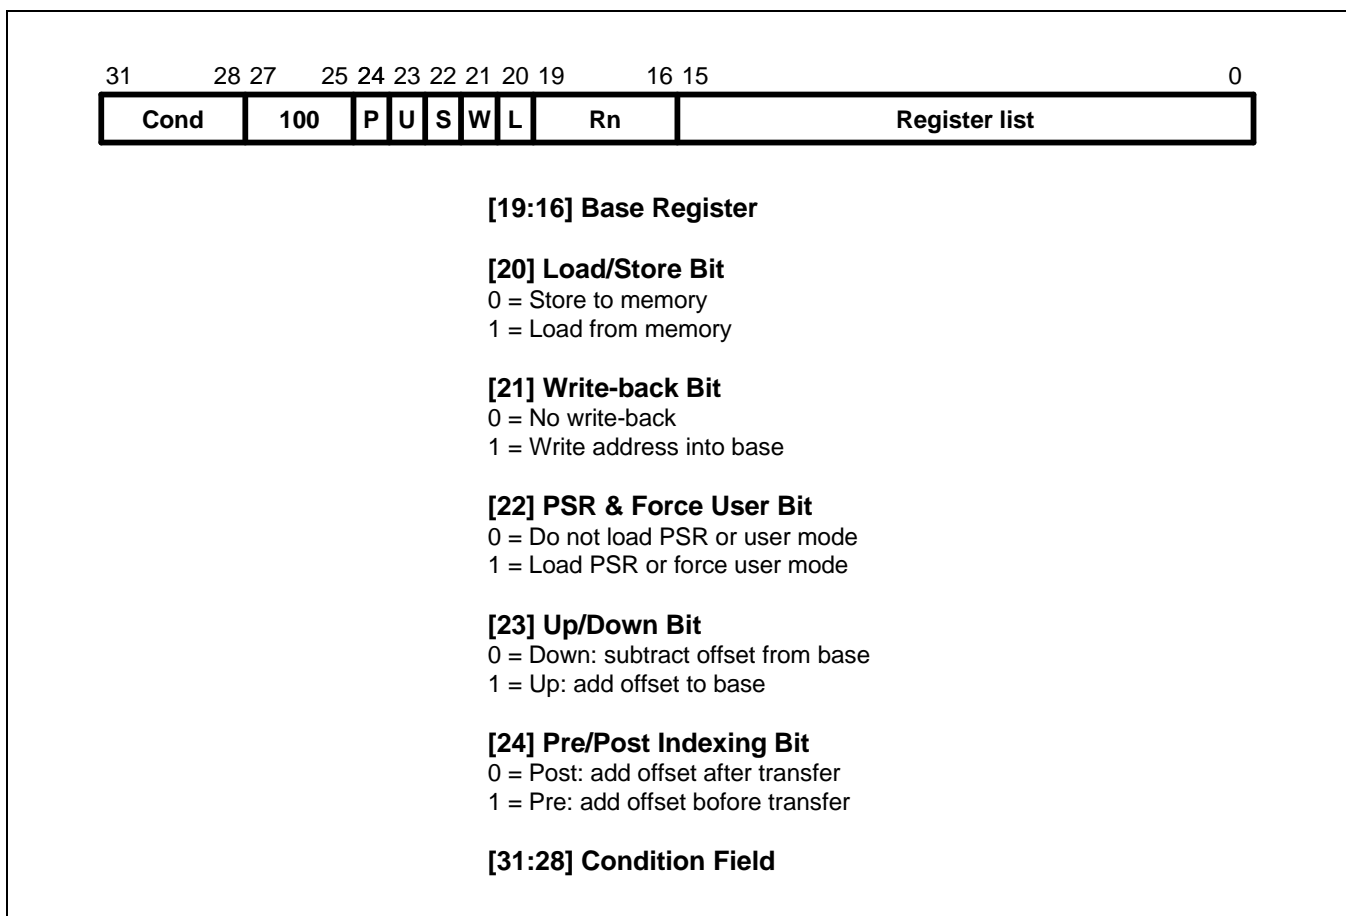 31 28 27 25 24 23 22 21 20 19 16 15 0
Cond 100 P U S W L Rn Register list
[19:16] Base Register
[20] Load/Store Bit
0 = Store to memory
1 = Load from memory
[21] Write-back Bit
0 = No write-back
1 = Write address into base
[22] PSR & Force User Bit
0 = Do not load PSR or user mode
1 = Load PSR or force user mode
[23] Up/Down Bit
0 = Down: subtract offset from base
1 = Up: add offset to base
[24] Pre/Post Indexing Bit
0 = Post: add offset after transfer
1 = Pre: add offset bofore transfer
[31:28] Condition Field